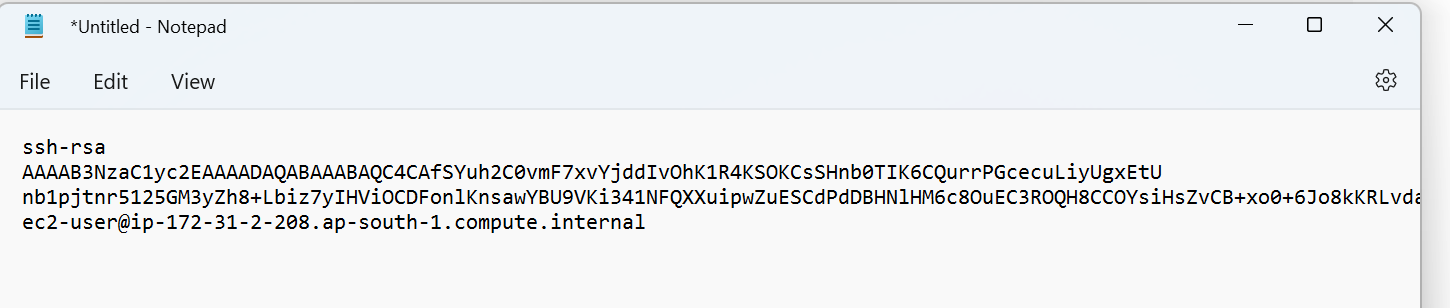 *Untitled - Notepad
File Edit View
ssh-rsa
AAAAB3NzaC1yc2EAAAADAQABAAABAQC4CAfSYuh2C0vmF7xvYjddIvOhK1R4KSOKCsSHnb0TIK6CQurrPGcecuLiyUgxEtU
nb1pjtnr5125GM3yZh8+Lbiz7yIHViOCDFonlKnsawYBU9VKi341NFQXXuipwZuESCdPdDBHNlHM6c8OuEC3ROQH8CCOYsiHsZvCB+xo0+6Jo8kKRLvda
ec2-user@ip-172-31-2-208.ap-south-1.compute.internal